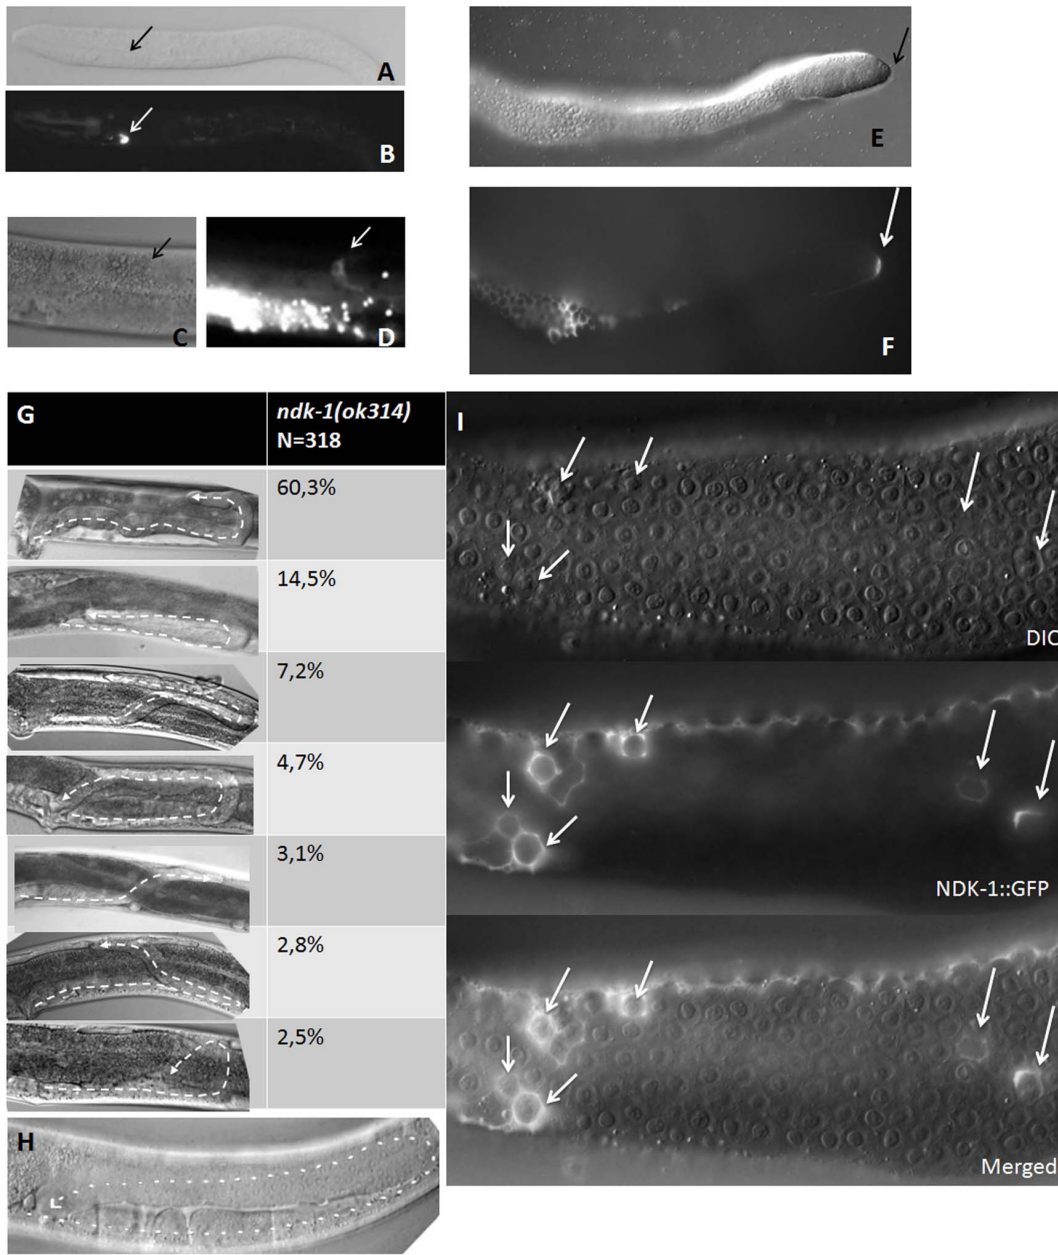 A
B
C
D
E
F
G
ndk-1(ok314)
N=318
60,3%
14,5%
7,2%
4,7%
3,1%
2,8%
2,5%
H
I
DIC
NDK-1::GFP
Merged